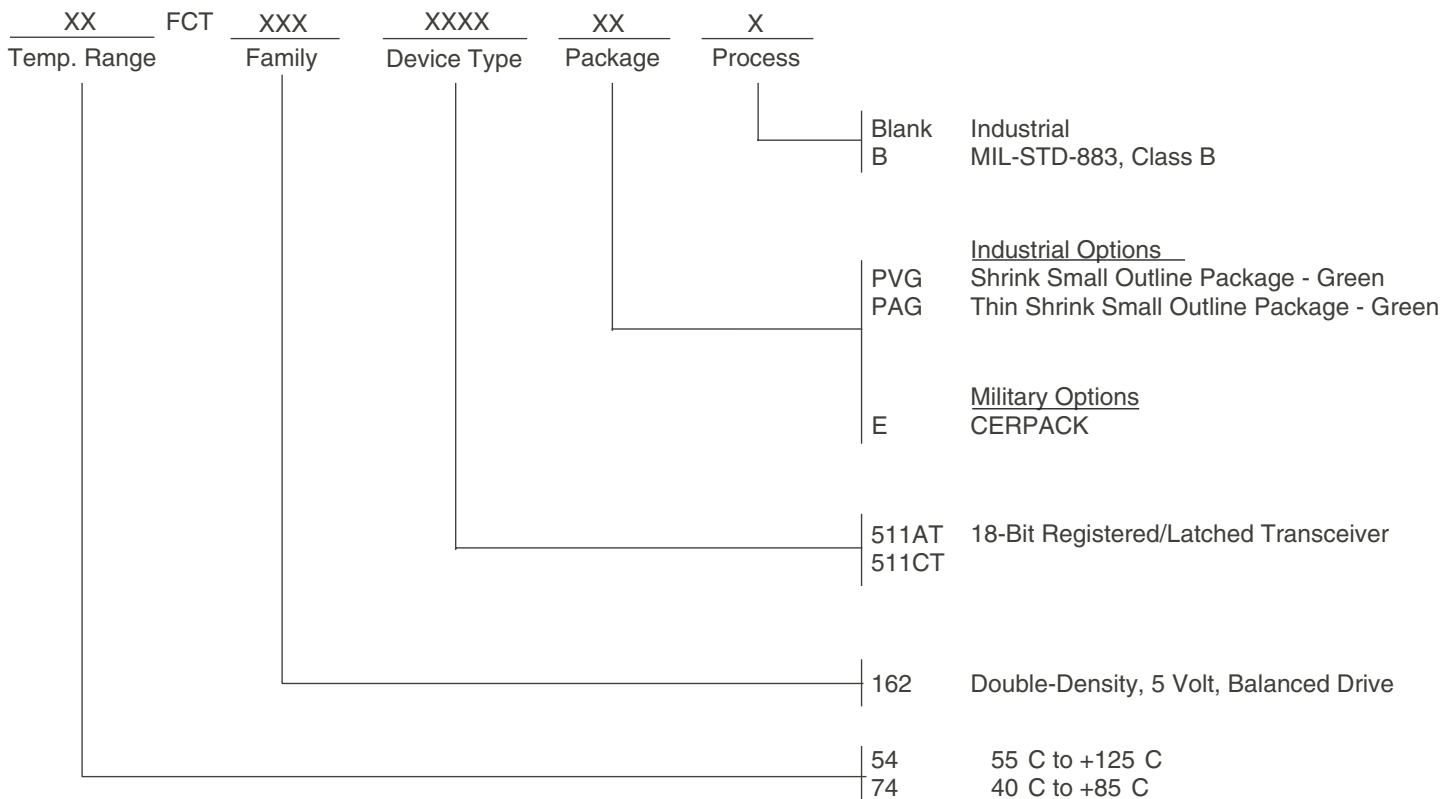 XX FCT XXX XXXX XX X
Temp. Range Family Device Type Package Process
Blank Industrial
B MIL-STD-883, Class B
Industrial Options
PVG Shrink Small Outline Package - Green
PAG Thin Shrink Small Outline Package - Green
Military Options
E CERPACK
511AT 18-Bit Registered/Latched Transceiver
511CT
162 Double-Density, 5 Volt, Balanced Drive
54 55 C to +125 C
74 40 C to +85 C